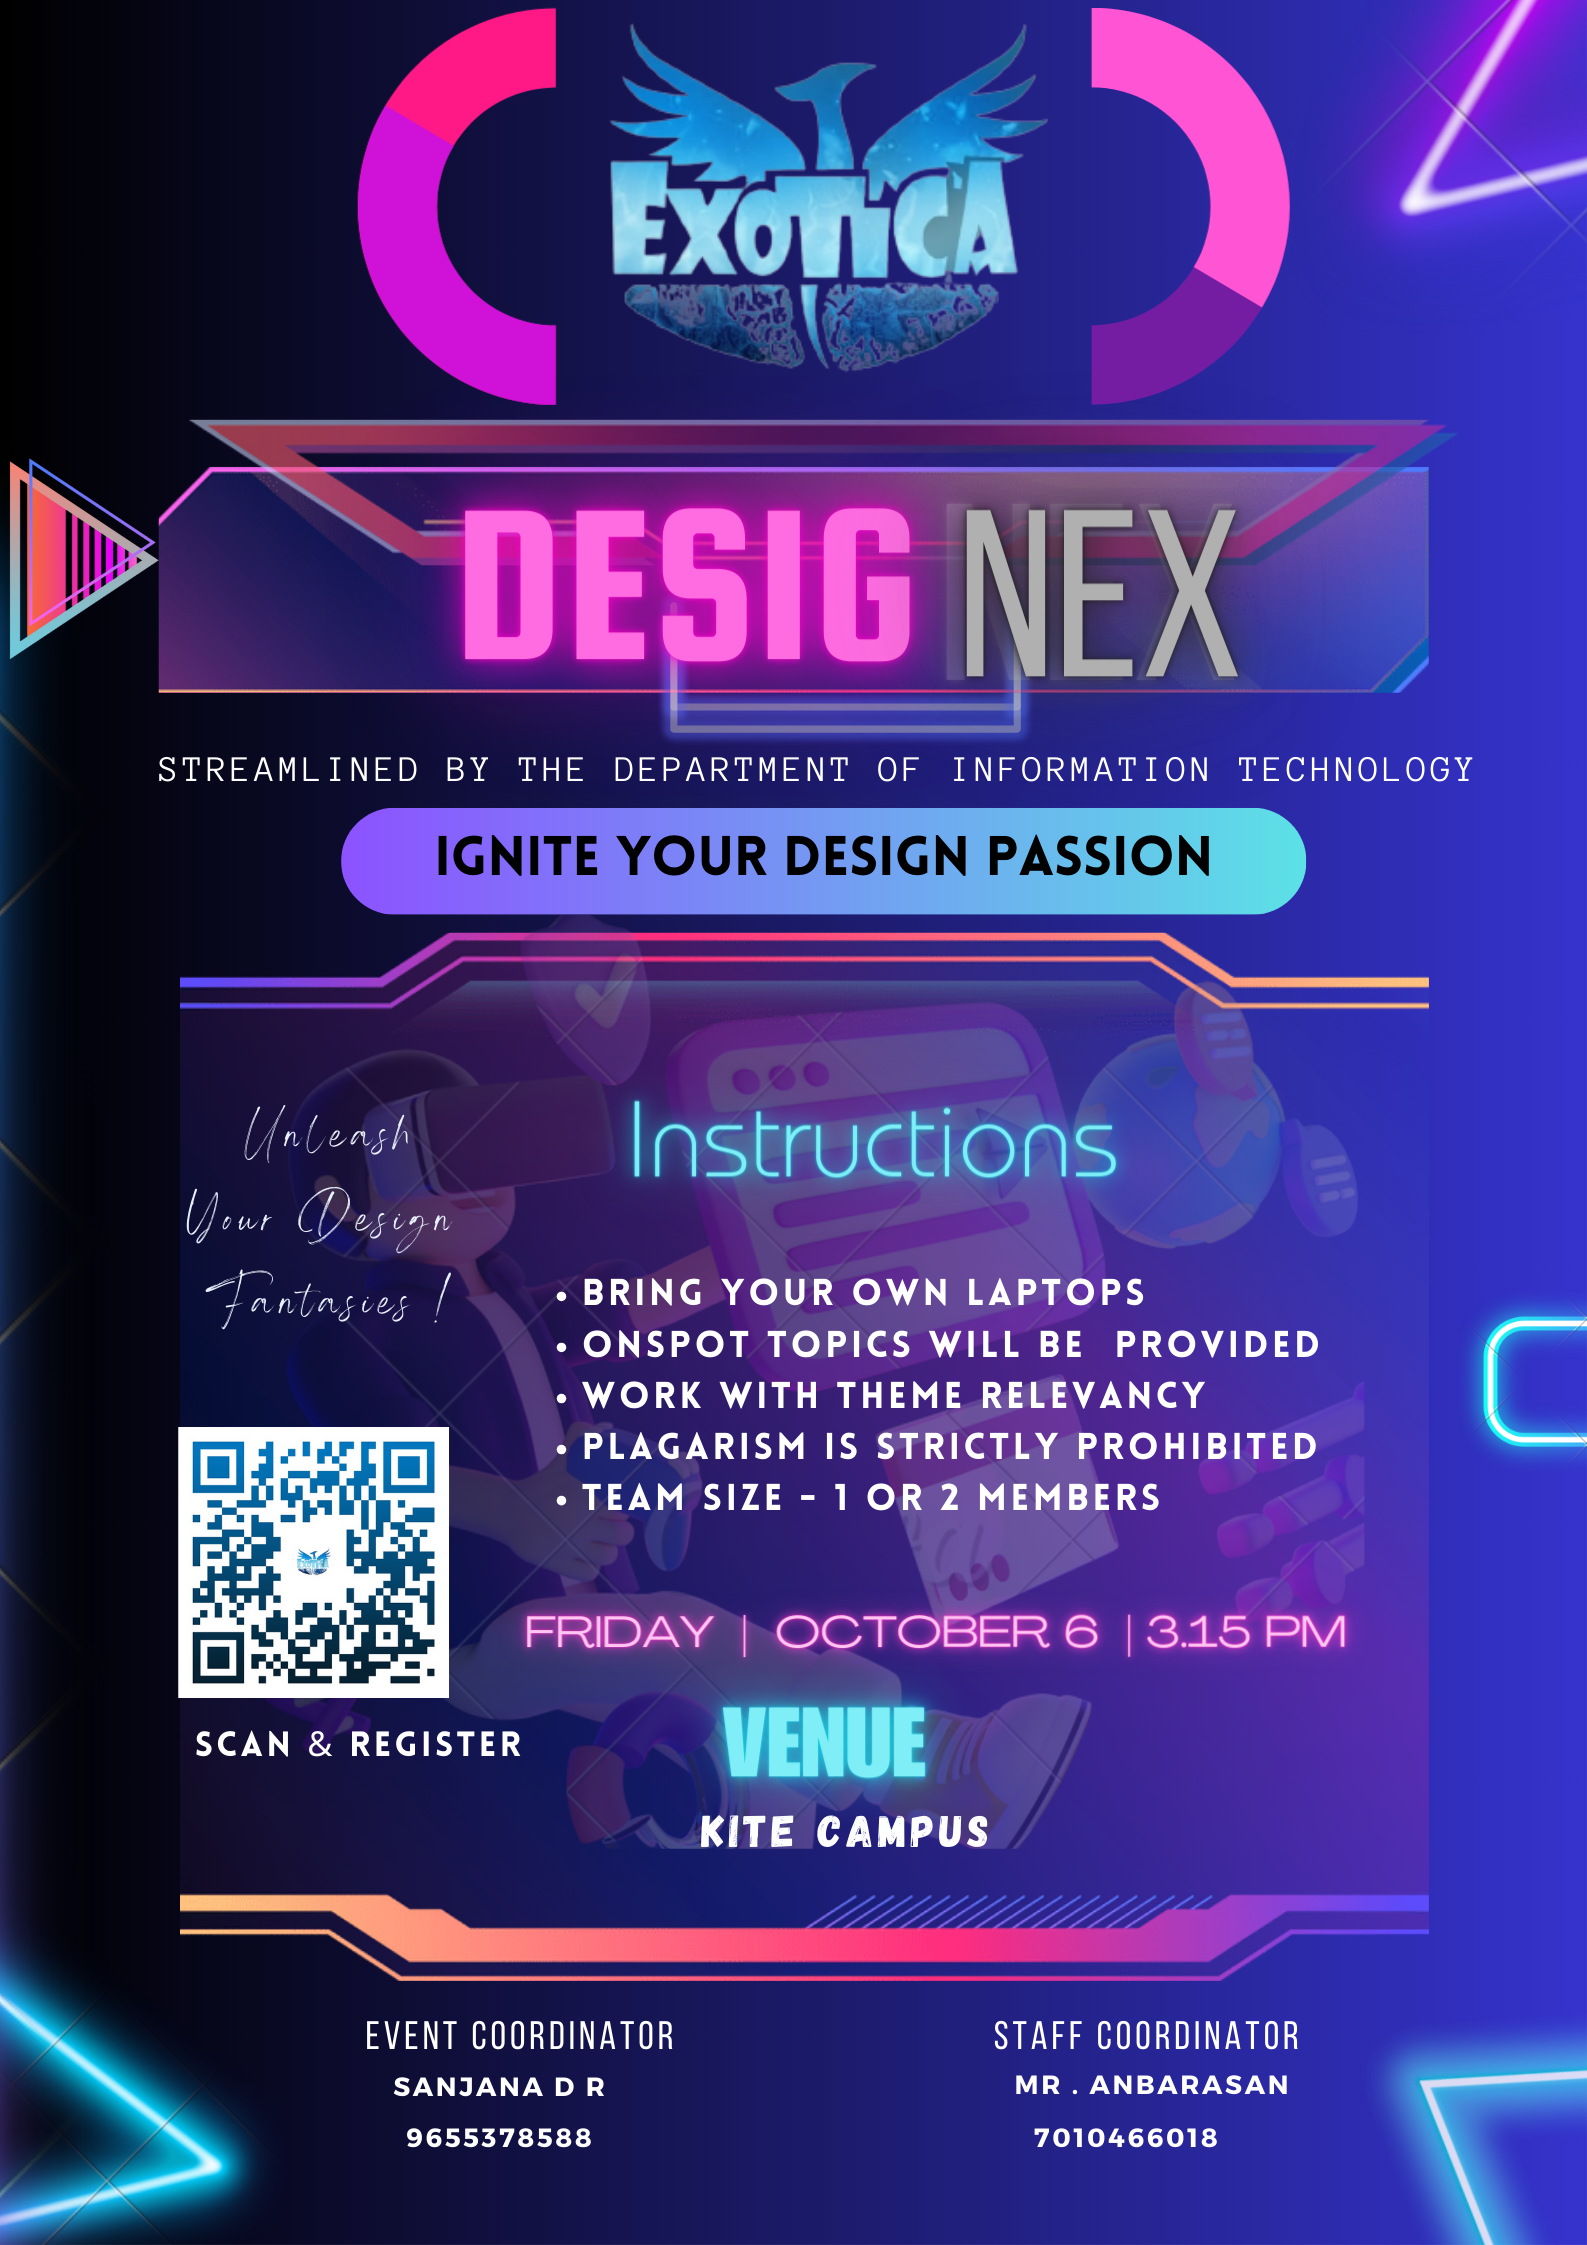 EXOTICA
DESIG NEX
STREAMLINED BY THE DEPARTMENT OF INFORMATION TECHNOLOGY
IGNITE YOUR DESIGN PASSION
Unleash
Your Design
Fantasies !
Instructions
• BRING YOUR OWN LAPTOPS
• ONSPOT TOPICS WILL BE PROVIDED
• WORK WITH THEME RELEVANCY
• PLAGARISM IS STRICTLY PROHIBITED
• TEAM SIZE - 1 OR 2 MEMBERS
EXOTICA
SCAN & REGISTER
FRIDAY | OCTOBER 6 | 3.15 PM
VENUE
KITE CAMPUS
EVENT COORDINATOR
SANJANA D R
9655378588
STAFF COORDINATOR
MR . ANBARASAN
7010466018